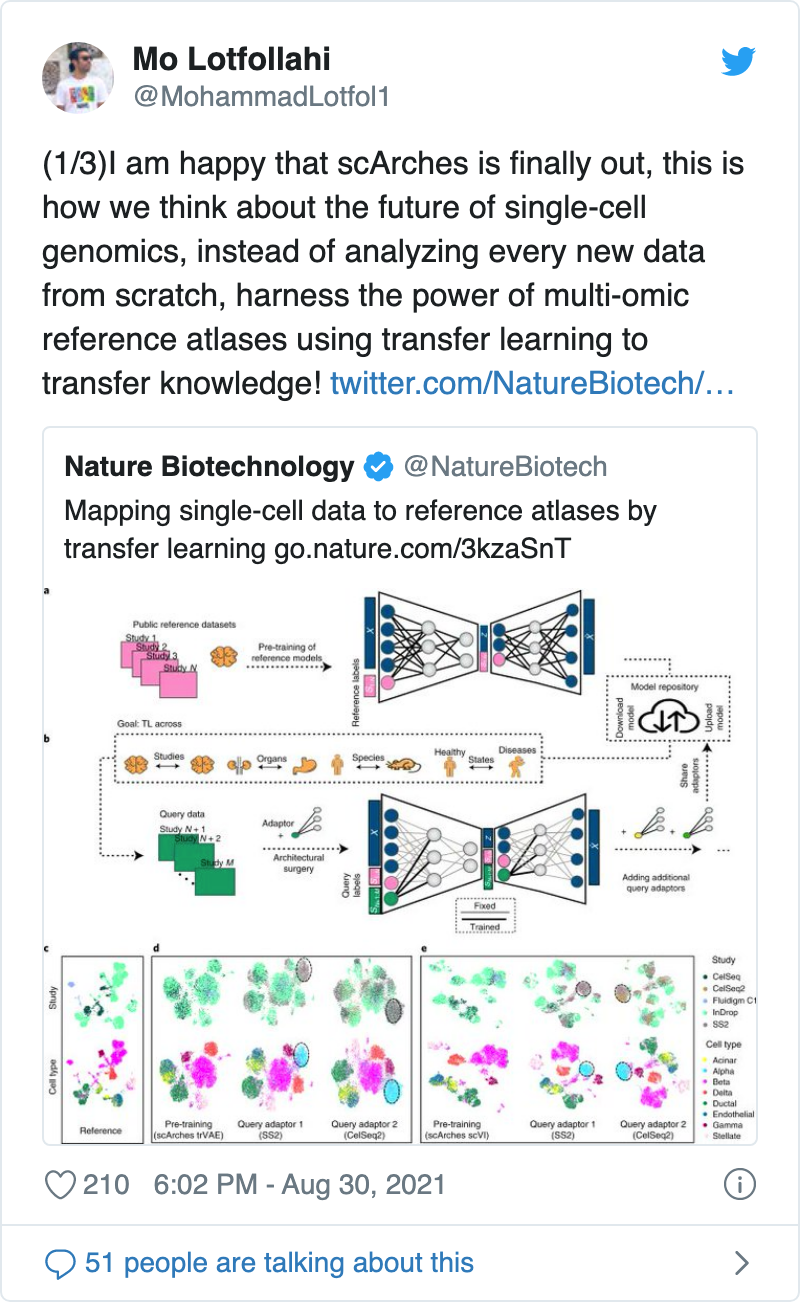 Mo Lotfollahi
@MohammadLotfol1
(1/3)I am happy that scArches is finally out, this is
how we think about the future of single-cell
genomics, instead of analyzing every new data
from scratch, harness the power of multi-omic
reference atlases using transfer learning to
transfer knowledge! twitter.com/NatureBiotech/…
Nature Biotechnology @NatureBiotech
Mapping single-cell data to reference atlases by
transfer learning go.nature.com/3kzaSnT
a
Public reference datasets
Study 1
Study 2
Study 3
Study N
Pre-training of
reference models
Reference labels
X
Z
X̂
Model repository
Download
model
Upload
model
Goal: TL across
b
Studies
Organs
Species
Healthy
States
Diseases
Share
adaptors
Query data
Study N + 1
Study N + 2
Study M
Adaptor
+
Architectural
surgery
Query
labels
X
Z
X̂
Fixed
Trained
+
+
Adding additional
query adaptors
c
d
e
Study
Cell type
Reference
Pre-training
(scArches trVAE)
Query adaptor 1
(SS2)
Query adaptor 2
(CelSeq2)
Pre-training
(scArches scVI)
Query adaptor 1
(SS2)
Query adaptor 2
(CelSeq2)
Study
CelSeq
CelSeq2
Fluidigm C1
InDrop
SS2
Cell type
Acinar
Alpha
Beta
Delta
Ductal
Endothelial
Gamma
Stellate
210 6:02 PM - Aug 30, 2021
51 people are talking about this